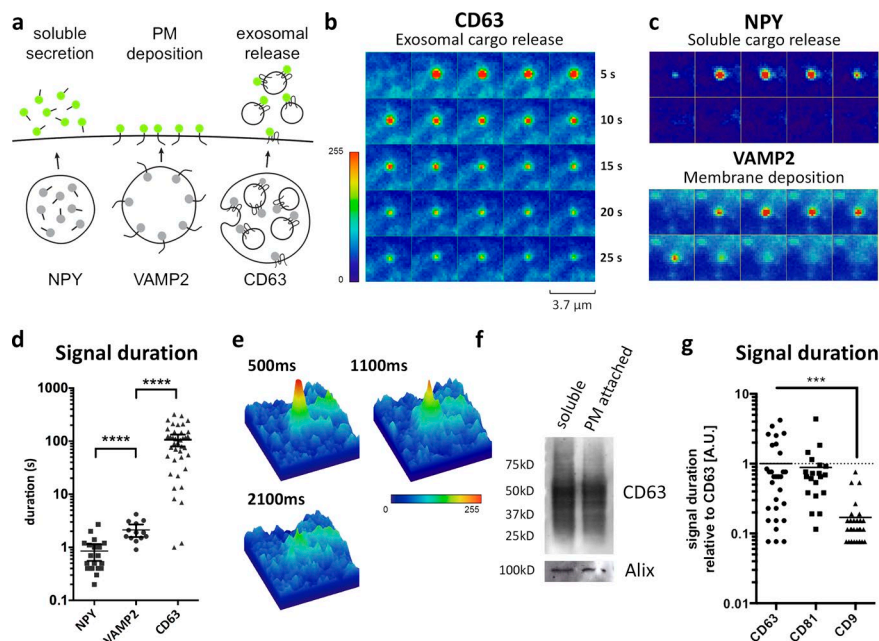 a
soluble
secretion
PM
deposition
exosomal
release
NPY
VAMP2
CD63
b
CD63
Exosomal cargo release
5 s
10 s
15 s
20 s
25 s
255
0
3.7 µm
c
NPY
Soluble cargo release
VAMP2
Membrane deposition
d
Signal duration
****
****
duration (s)
1000
100
10
1
0.1
NPY
VAMP2
CD63
e
500ms
1100ms
2100ms
0
255
f
soluble
PM attached
75kD
50kD
37kD
25kD
CD63
100kD
Alix
g
Signal duration
***
signal duration
relative to CD63 [A.U.]
10
1
0.1
0.01
CD63
CD81
CD9